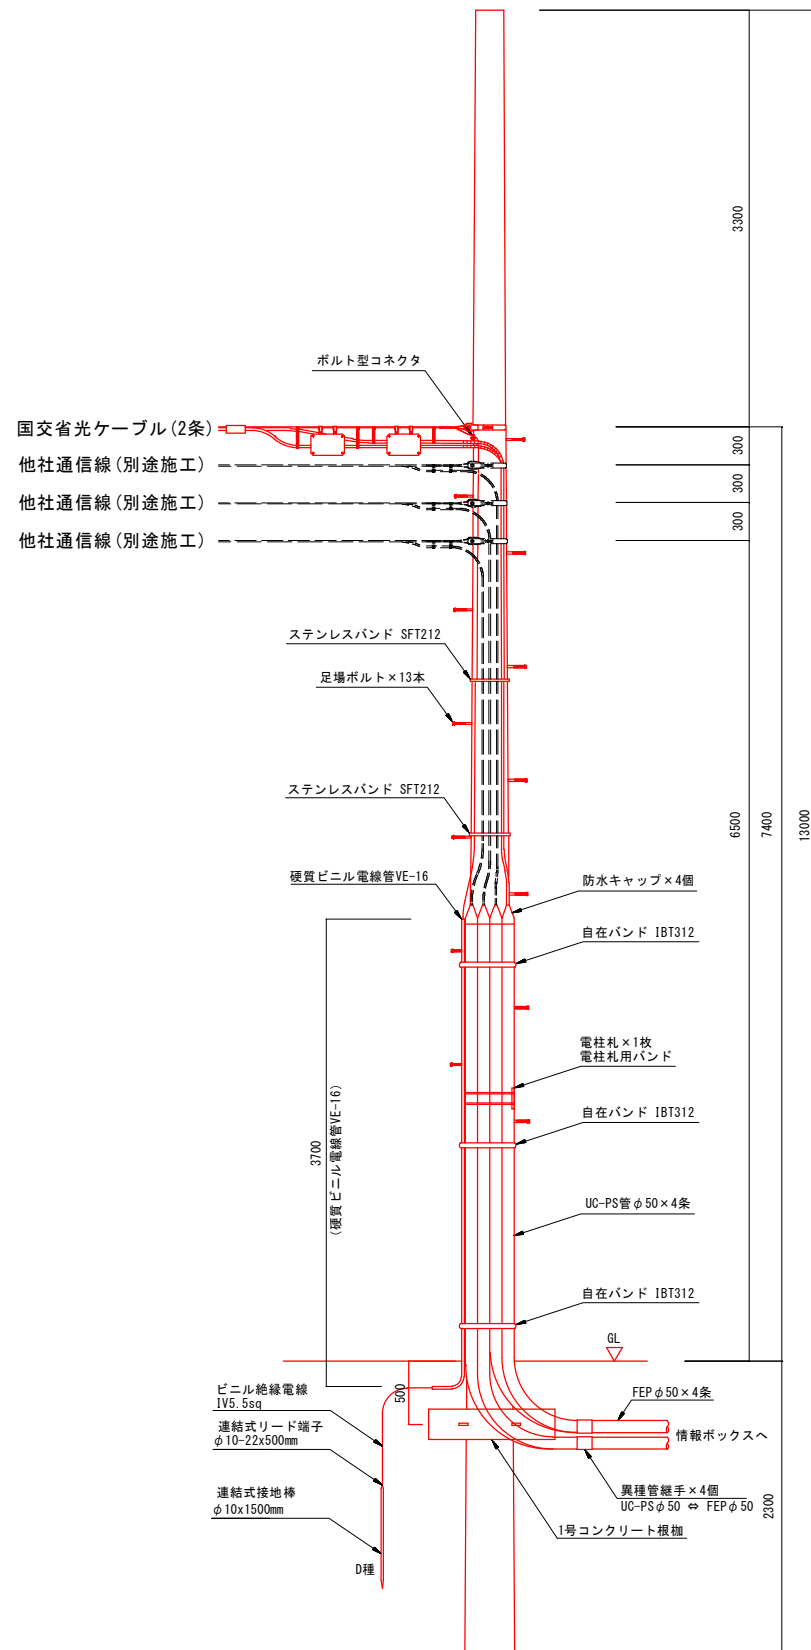 3300
ボルト型コネクタ
国交省光ケーブル(2条)
他社通信線(別途施工)
他社通信線(別途施工)
他社通信線(別途施工)
300
300
300
ステンレスバンド SFT212
足場ボルト×13本
ステンレスバンド SFT212
6500
7400
13000
硬質ビニル電線管VE-16
防水キャップ×4個
自在バンド IBT312
電柱札×1枚
電柱札用バンド
自在バンド IBT312
3700
(硬質ビニル電線管VE-16)
UC-PS管φ50×4条
自在バンド IBT312
GL
ビニル絶縁電線
IV5.5sq
500
連結式リード端子
φ10-22x500mm
連結式接地棒
φ10x1500mm
D種
FEPφ50×4条
情報ボックスへ
異種管継手×4個
UC-PSφ50 ⇔ FEPφ50
1号コンクリート根枷
2300